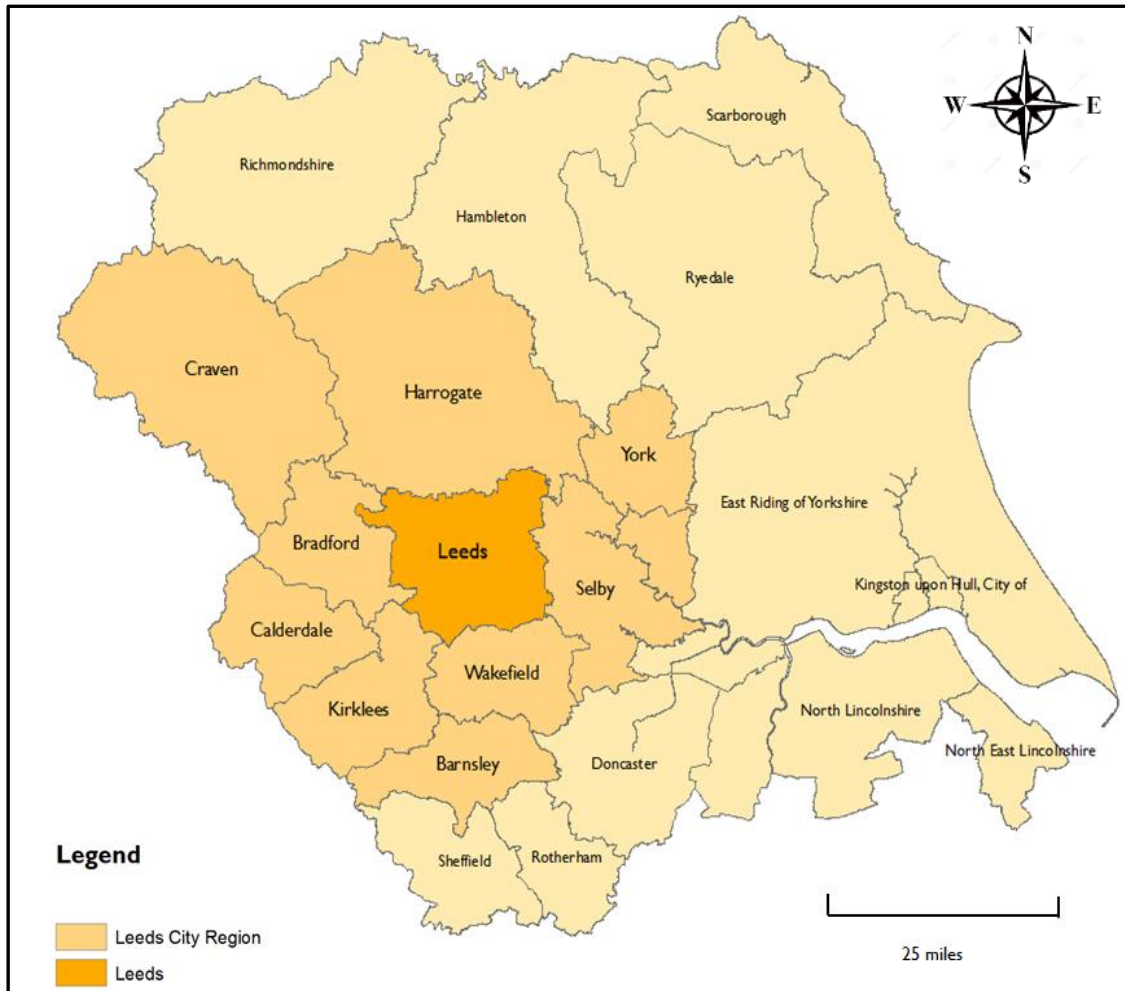 N
W
E
S
Scarborough
Richmondshire
Hambleton
Ryedale
Craven
Harrogate
York
East Riding of Yorkshire
Bradford
Leeds
Selby
Kingston upon Hull, City of
Calderdale
Wakefield
Kirklees
North Lincolnshire
North East Lincolnshire
Barnsley
Doncaster
Sheffield
Rotherham
Legend
Leeds City Region
Leeds
25 miles